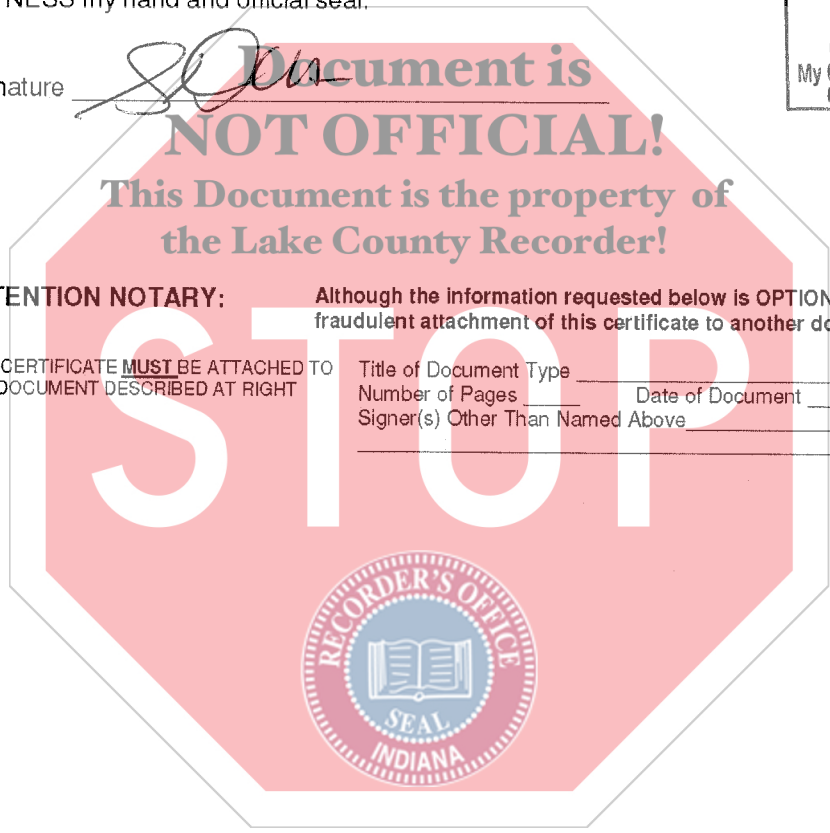 NESS my hand and official seal.
nature
My
Document is
NOT OFFICIAL!
This Document is the property of
the Lake County Recorder!
TENTION NOTARY:
Although the information requested below is OPTION
fraudulent attachment of this certificate to another do
CERTIFICATE MUST BE ATTACHED TO
DOCUMENT DESCRIBED AT RIGHT
Title of Document Type
Number of Pages Date of Document
Signer(s) Other Than Named Above
STOP
RECORDER'S OFFICE
SEAL
INDIANA